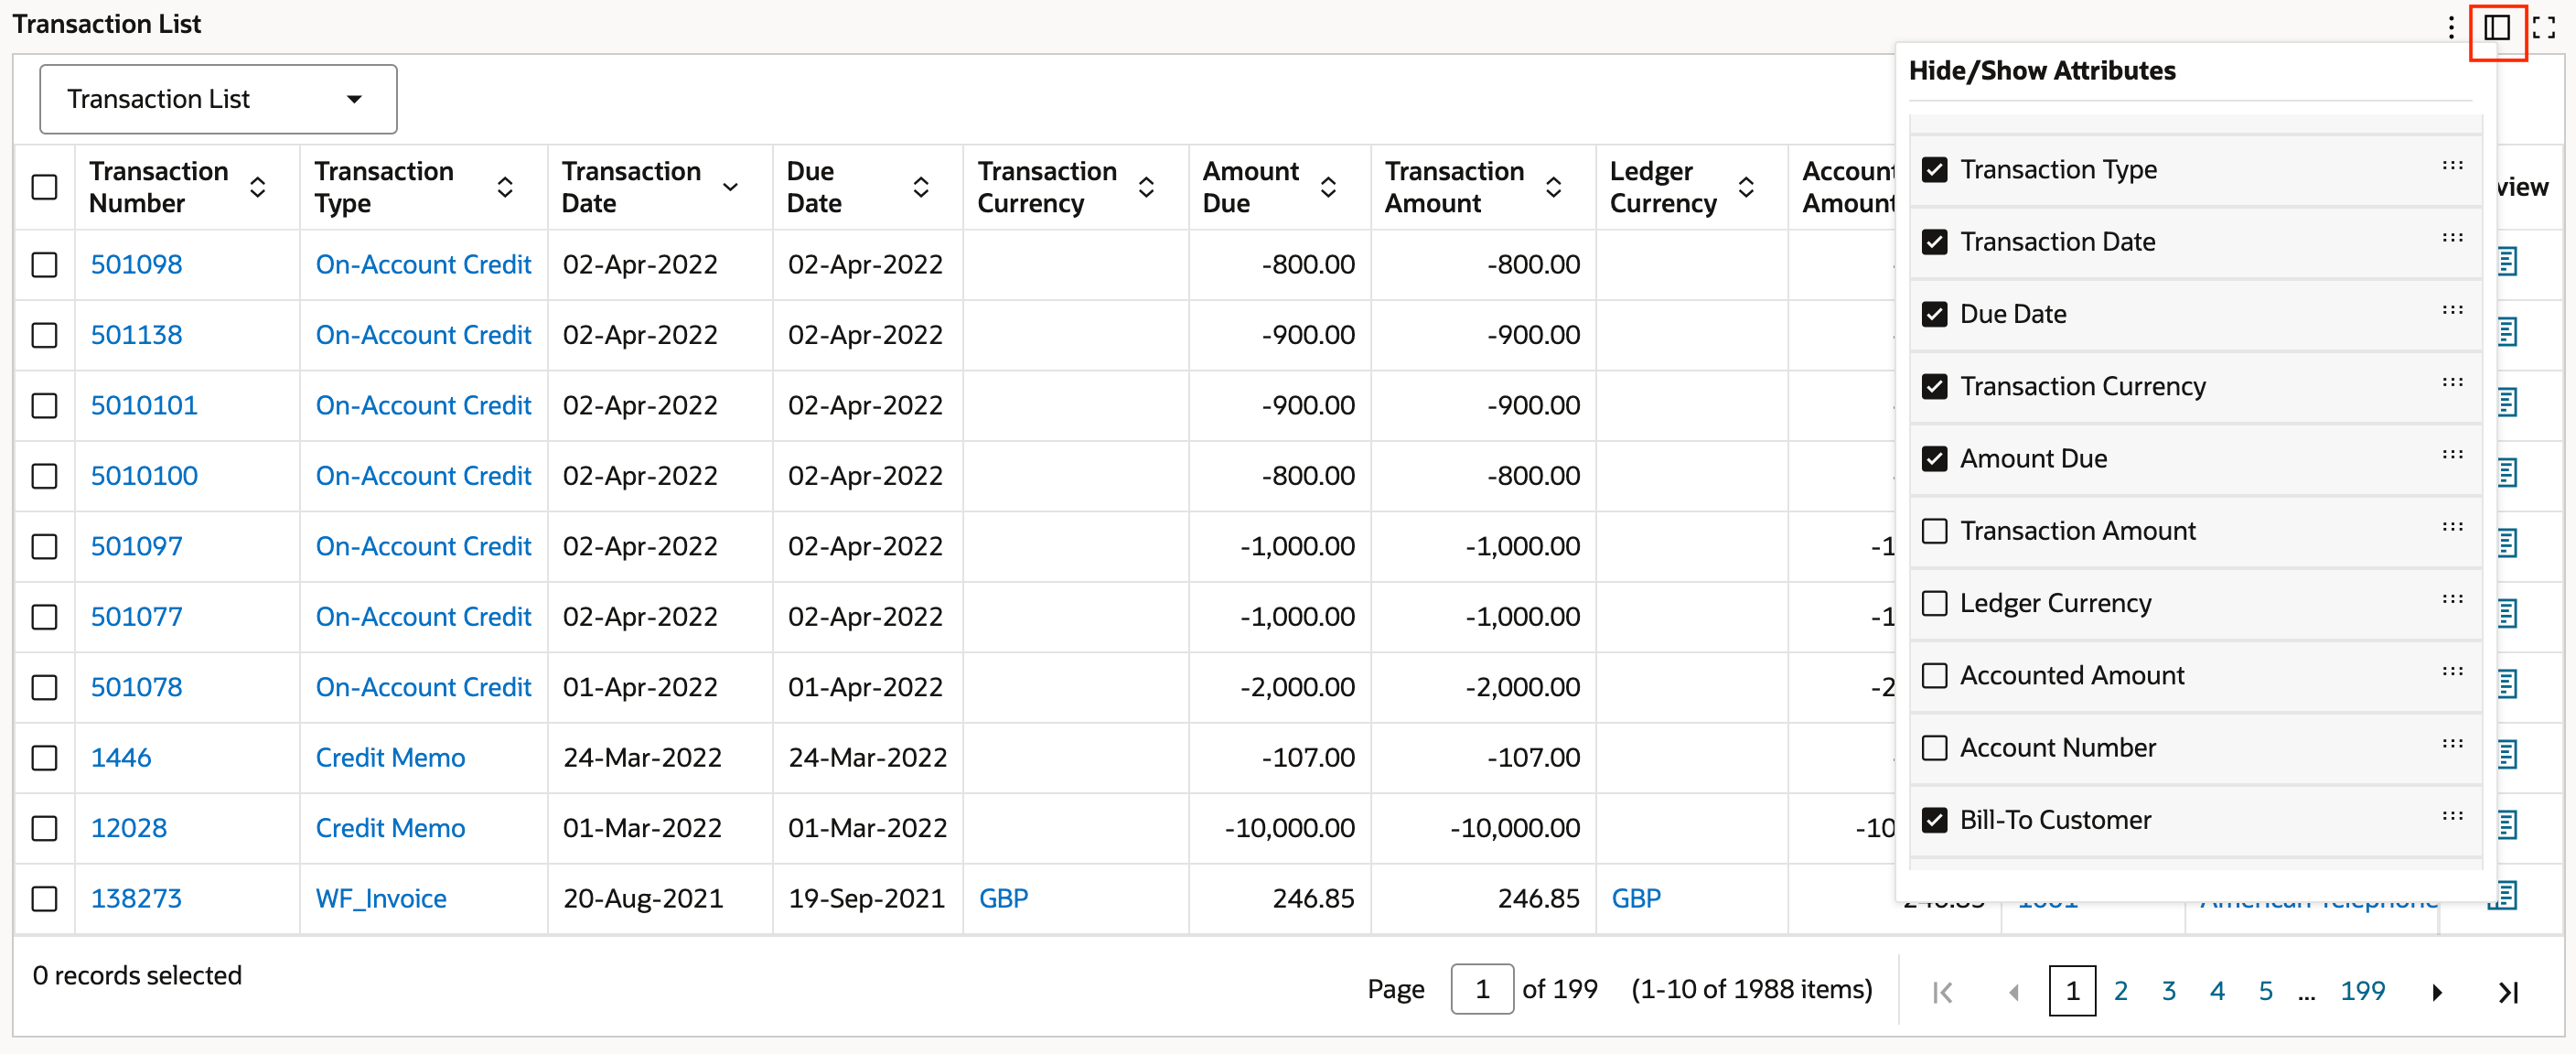 Transaction List
Transaction List
Hide/Show Attributes
Transaction Type
Transaction Date
Due Date
Transaction Currency
Amount Due
Transaction Amount
Ledger Currency
Accounted Amount
Account Number
Bill-To Customer
Transaction Number
Transaction Type
Transaction Date
Due Date
Transaction Currency
Amount Due
Transaction Amount
Ledger Currency
Account
Amount
view
501098 On-Account Credit 02-Apr-2022 02-Apr-2022 -800.00 -800.00
501138 On-Account Credit 02-Apr-2022 02-Apr-2022 -900.00 -900.00
5010101 On-Account Credit 02-Apr-2022 02-Apr-2022 -900.00 -900.00
5010100 On-Account Credit 02-Apr-2022 02-Apr-2022 -800.00 -800.00
501097 On-Account Credit 02-Apr-2022 02-Apr-2022 -1,000.00 -1,000.00 -1
501077 On-Account Credit 02-Apr-2022 02-Apr-2022 -1,000.00 -1,000.00 -1
501078 On-Account Credit 01-Apr-2022 01-Apr-2022 -2,000.00 -2,000.00 -2
1446 Credit Memo 24-Mar-2022 24-Mar-2022 -107.00 -107.00
12028 Credit Memo 01-Mar-2022 01-Mar-2022 -10,000.00 -10,000.00 -10
138273 WF_Invoice 20-Aug-2021 19-Sep-2021 GBP 246.85 246.85 GBP 246.85 1001 American Telephone
0 records selected
Page 1 of 199 (1-10 of 1988 items) 1 2 3 4 5 ... 199